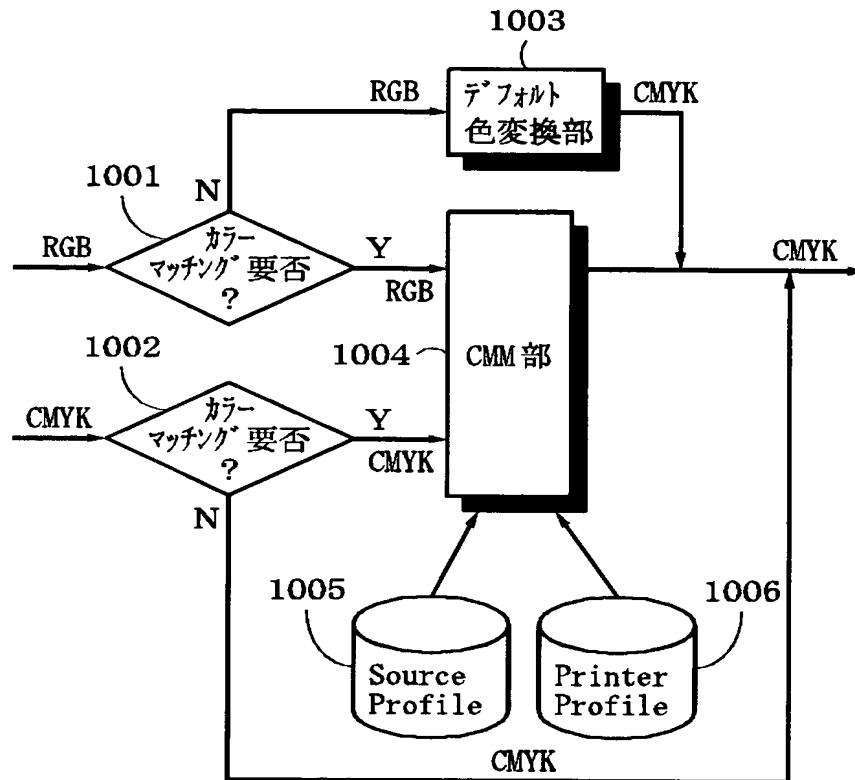 1003
RGB
デフォルト
色変換部
CMYK
1001
N
RGB
カラー
マッチング要否
?
Y
RGB
CMYK
1002
1004
CMM部
CMYK
カラー
マッチング要否
?
Y
CMYK
N
1005
Source
Profile
1006
Printer
Profile
CMYK